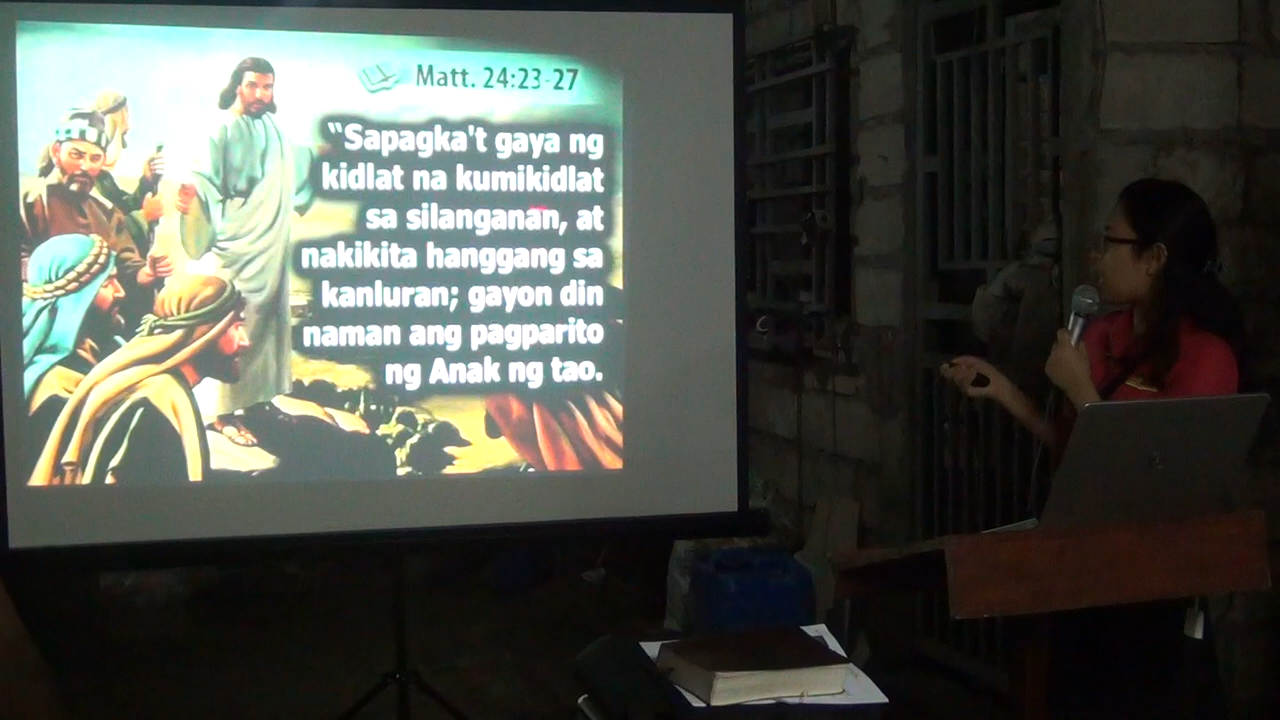 Matt. 24:23-27
“Sapagka't gaya ng
kidlat na kumikidlat
sa silanganan, at
nakikita hanggang sa
kanluran; gayon din
naman ang pagparito
ng Anak ng tao.